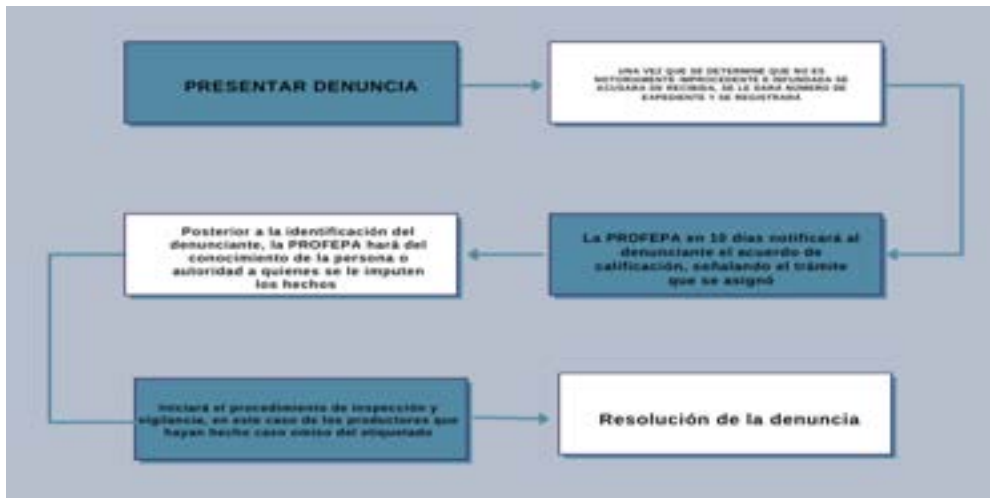 PRESENTAR DENUNCIA
UNA VEZ QUE SE DETERMINE QUE NO ES
NOTORIAMENTE IMPROCEDENTE O INFUNDADA SE
ACUSARA DE RECIBIDA, SE LE DARA NÚMERO DE
EXPEDIENTE Y SE REGISTRARÁ
La PROFEPA en 10 días notificará al
denunciante el acuerdo de
calificación, señalando el trámite
que se asignó
Posterior a la identificación del
denunciante, la PROFEPA hará del
conocimiento de la persona o
autoridad a quienes se le imputen
los hechos
Iniciará el procedimiento de inspección y
vigilancia, en este caso de los productores que
hayan hecho caso omiso del etiquetado
Resolución de la denuncia